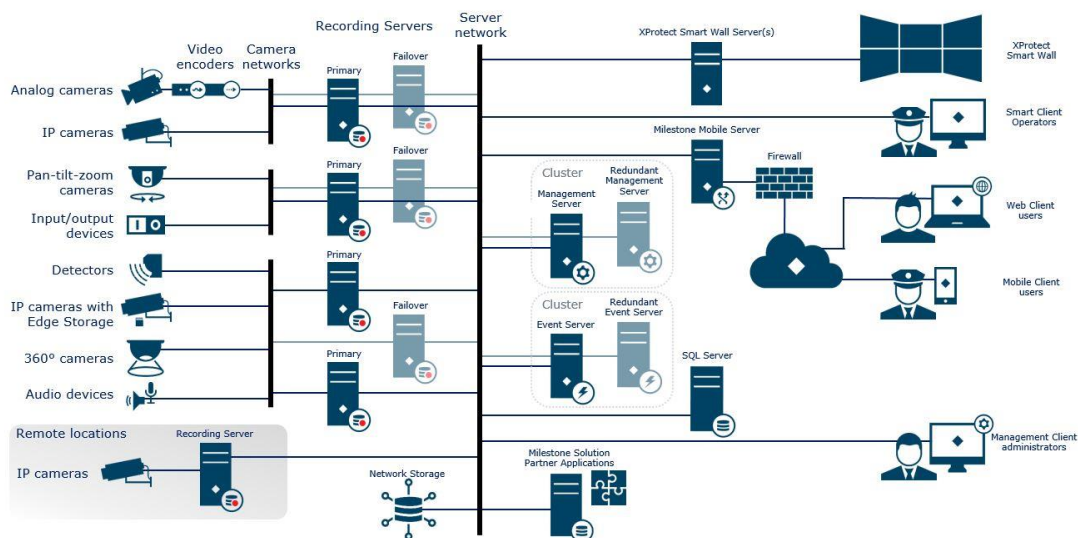 Recording Servers
Server
network
Video
encoders
Camera
networks
Primary
Failover
Analog cameras
IP cameras
Primary
Failover
Pan-tilt-zoom
cameras
Input/output
devices
Primary
Detectors
IP cameras with
Edge Storage
Failover
360º cameras
Primary
Audio devices
Remote locations
Recording Server
IP cameras
Network Storage
XProtect Smart Wall Server(s)
XProtect
Smart Wall
Smart Client
Operators
Milestone Mobile Server
Firewall
Cluster
Management
Server
Redundant
Management
Server
Web Client
users
Mobile Client
users
Cluster
Event Server
Redundant
Event Server
SQL Server
Management Client
administrators
Milestone Solution
Partner Applications